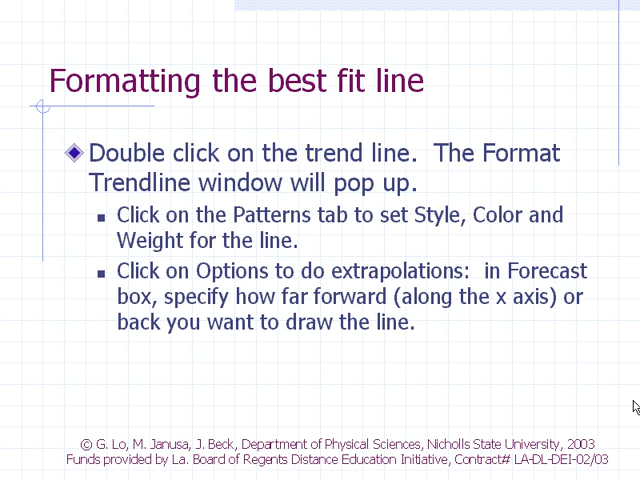 Formatting the best fit line
Double click on the trend line.  The Format
Trendline window will pop up.
Click on the Patterns tab to set Style, Color and
Weight for the line.
Click on Options to do extrapolations:  in Forecast
box, specify how far forward (along the x axis) or
back you want to draw the line.
© G. Lo, M. Janusa, J. Beck, Department of Physical Sciences, Nicholls State University, 2003
Funds provided by La. Board of Regents Distance Education Initiative, Contract# LA-DL-DEI-02/03